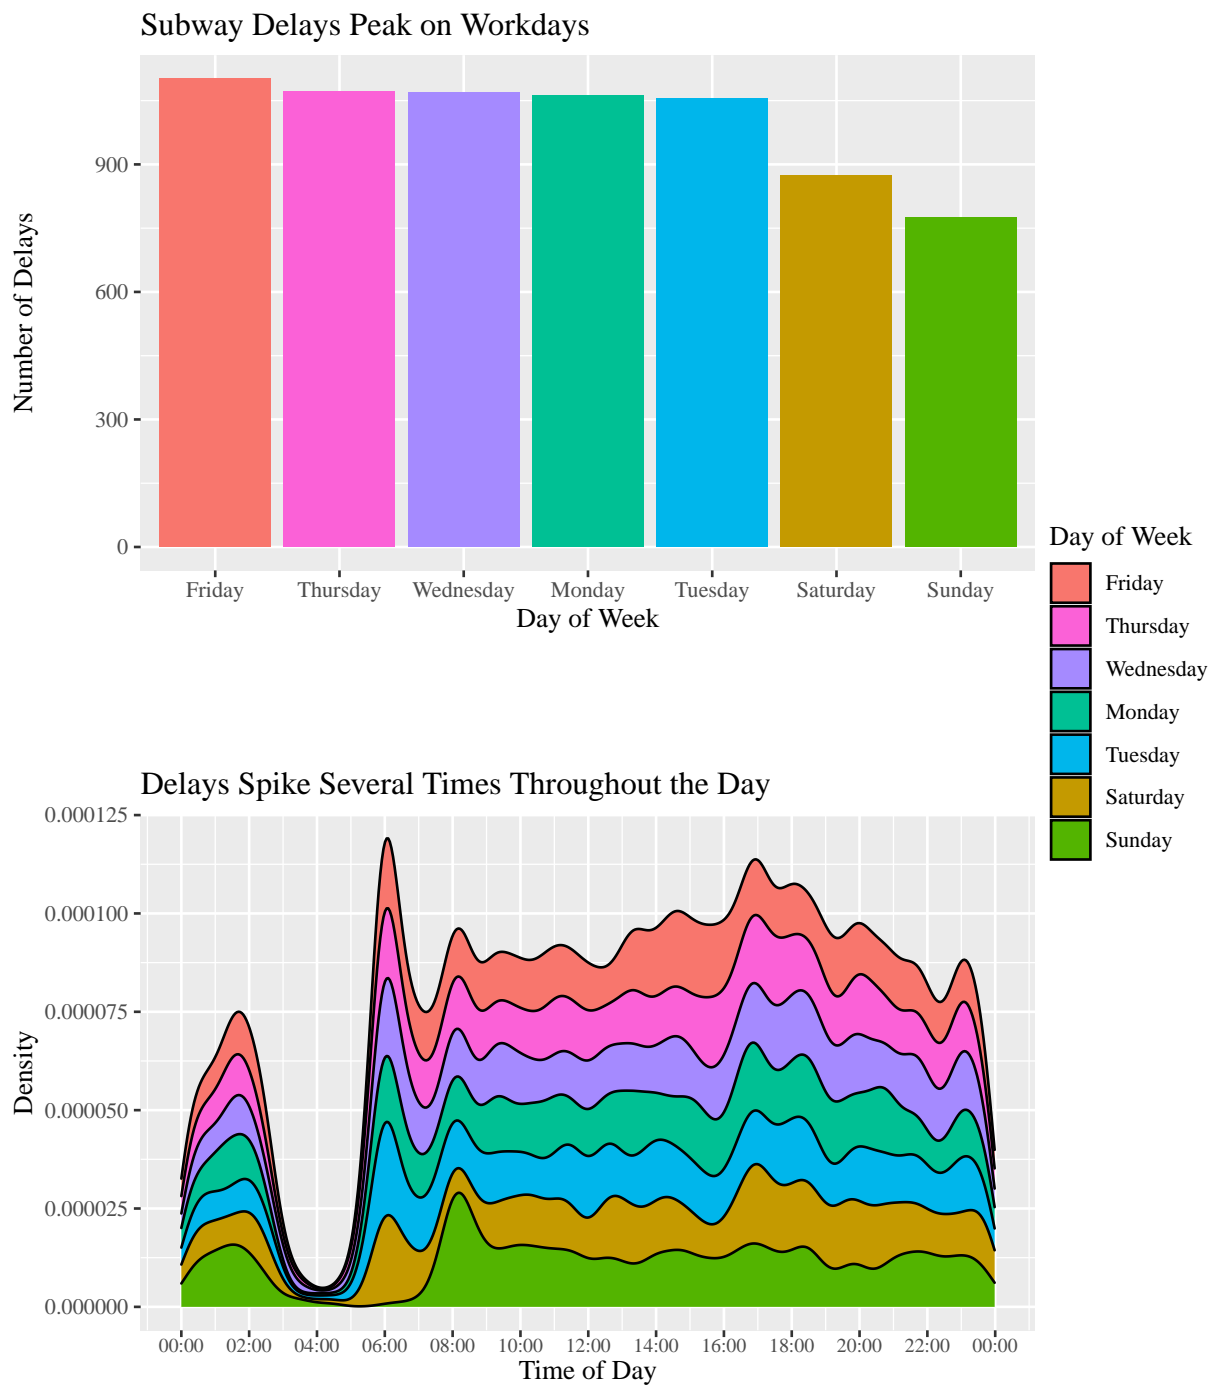 Subway Delays Peak on Workdays
Number of Delays
900
600
300
0
Friday Thursday Wednesday Monday Tuesday Saturday Sunday
Day of Week
Day of Week
Friday
Thursday
Wednesday
Monday
Tuesday
Saturday
Sunday
Delays Spike Several Times Throughout the Day
Density
0.000125
0.000100
0.000075
0.000050
0.000025
0.000000
00:00 02:00 04:00 06:00 08:00 10:00 12:00 14:00 16:00 18:00 20:00 22:00 00:00
Time of Day